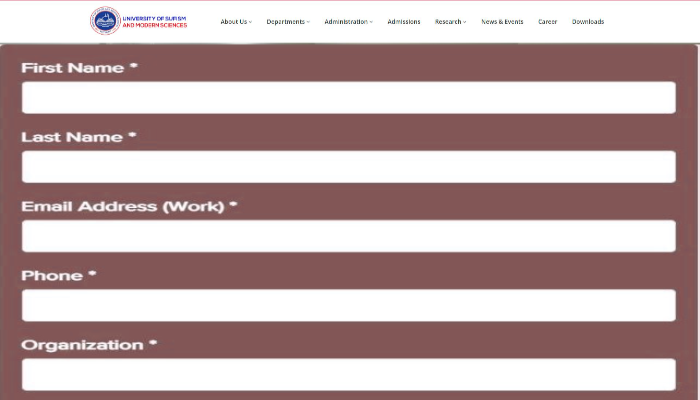 UNIVERSITY OF SUFISM
AND MODERN SCIENCES
About Us
Departments
Administration
Admissions
Research
News & Events
Career
Downloads
First Name *
Last Name *
Email Address (Work) *
Phone *
Organization *